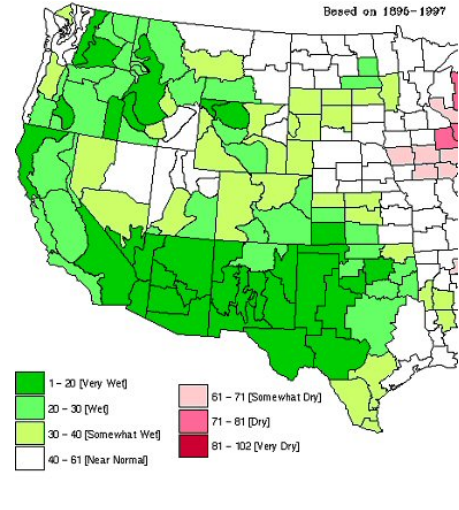 Based on 1895-1997
1 - 20 [Very Wet]
20 - 30 [Wet]
30 - 40 [Somewhat Wet]
40 - 61 [Near Normal]
61 - 71 [Somewhat Dry]
71 - 81 [Dry]
81 - 102 [Very Dry]